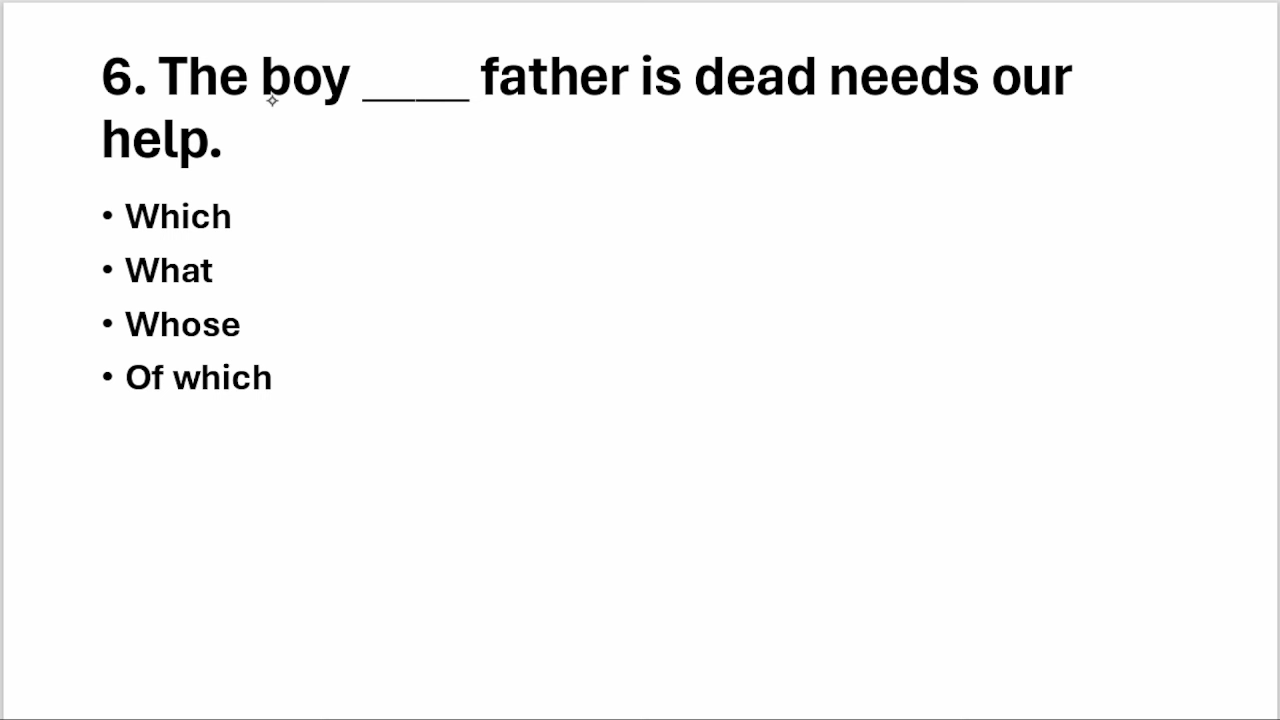 6. The boy ____ father is dead needs our
help.
• Which
• What
• Whose
• Of which